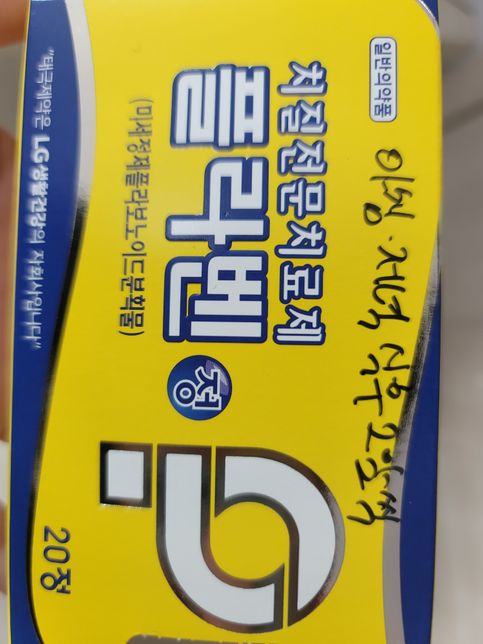 일반의약품
아침·저녁 식후 2알씩
치질전문치료제
플라벤 정
(미세정제플라보노이드분획물)
20정
"태극제약은 LG생활건강의 자회사입니다"